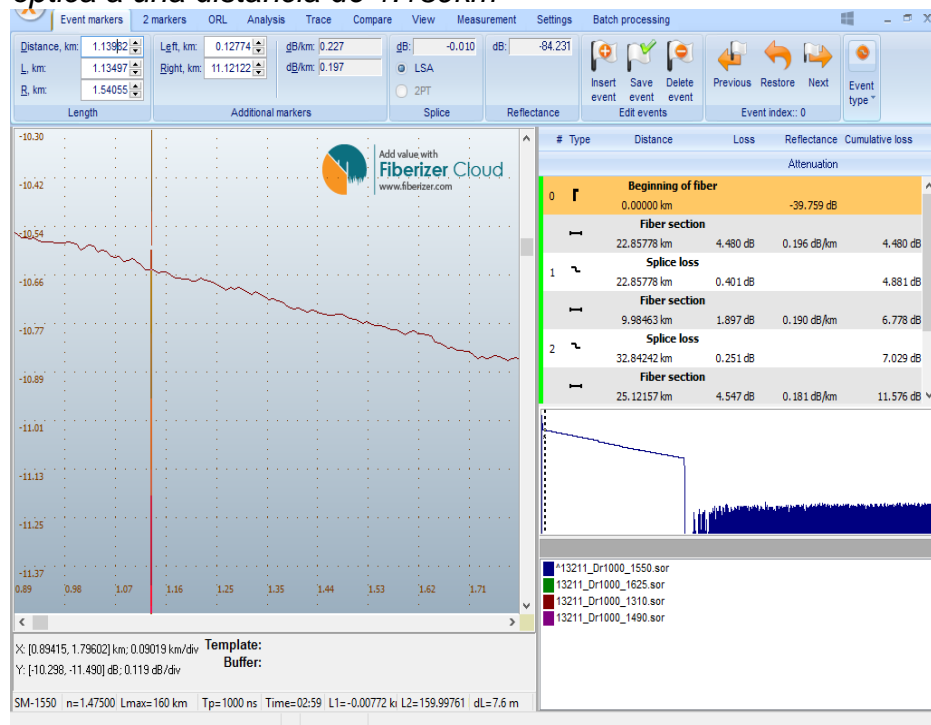 óptica a una distancia de 1.139km
Event markers 2 markers ORL Analysis Trace Compare View Measurement Settings Batch processing
Distance, km: 1.13982 Left, km: 0.12774 dB/km: 0.227 dB: -0.010 dB: -84.231
L, km: 1.13497 Right, km: 11.12122 dB/km: 0.197 LSA
R, km: 1.54055 2PT
Insert event Save event Delete event Previous Restore Next Event type
Length Additional markers Splice Reflectance Edit events Event index:: 0
-10.30
-10.42
-10.54
-10.66
-10.77
-10.89
-11.01
-11.13
-11.25
-11.37
0.89 0.98 1.07 1.16 1.25 1.35 1.44 1.53 1.62 1.71
Add value with
Fiberizer Cloud
www.fiberizer.com
# Type Distance Loss Reflectance Cumulative loss
Attenuation
0 Beginning of fiber
0.00000 km -39.759 dB
Fiber section
22.85778 km 4.480 dB 0.196 dB/km 4.480 dB
1 Splice loss
22.85778 km 0.401 dB 4.881 dB
Fiber section
9.98463 km 1.897 dB 0.190 dB/km 6.778 dB
2 Splice loss
32.84242 km 0.251 dB 7.029 dB
Fiber section
25.12157 km 4.547 dB 0.181 dB/km 11.576 dB
^13211_Dr1000_1550.sor
13211_Dr1000_1625.sor
13211_Dr1000_1310.sor
13211_Dr1000_1490.sor
X: [0.89415, 1.79602] km; 0.09019 km/div Template:
Y: [-10.298, -11.490] dB; 0.119 dB/div Buffer:
SM-1550 n=1.47500 Lmax=160 km Tp=1000 ns Time=02:59 L1=-0.00772 L2=159.99761 dL=7.6 m